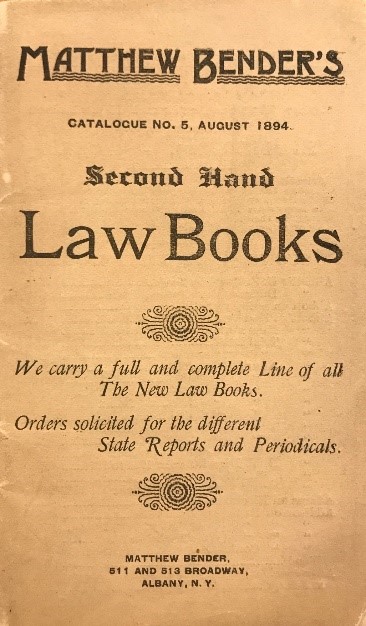 MATTHEW BENDER'S
CATALOGUE NO. 5, AUGUST 1894.
Second Hand
Law Books
We carry a full and complete Line of all
The New Law Books.
Orders solicited for the different
State Reports and Periodicals.
MATTHEW BENDER,
511 AND 513 BROADWAY,
ALBANY, N. Y.